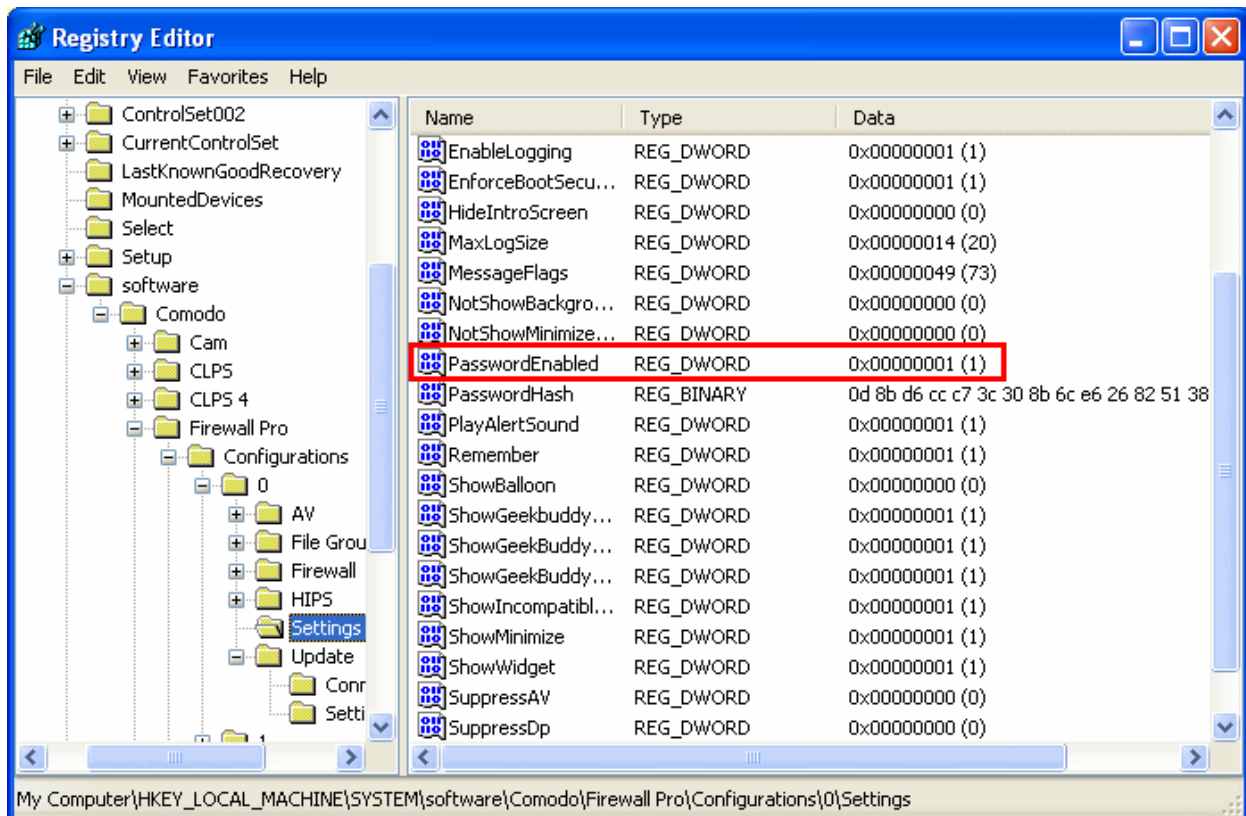 Registry Editor
File Edit View Favorites Help
ControlSet002
CurrentControlSet
LastKnownGoodRecovery
MountedDevices
Select
Setup
software
Comodo
Cam
CLPS
CLPS 4
Firewall Pro
Configurations
0
AV
File Grou
Firewall
HIPS
Settings
Update
Conr
Setti
1
Name Type Data
EnableLogging REG_DWORD 0x00000001 (1)
EnforceBootSecu... REG_DWORD 0x00000001 (1)
HideIntroScreen REG_DWORD 0x00000000 (0)
MaxLogSize REG_DWORD 0x00000014 (20)
MessageFlags REG_DWORD 0x00000049 (73)
NotShowBackgro... REG_DWORD 0x00000000 (0)
NotShowMinimize... REG_DWORD 0x00000000 (0)
PasswordEnabled REG_DWORD 0x00000001 (1)
PasswordHash REG_BINARY 0d 8b d6 cc c7 3c 30 8b 6c e6 26 82 51 38
PlayAlertSound REG_DWORD 0x00000001 (1)
Remember REG_DWORD 0x00000001 (1)
ShowBalloon REG_DWORD 0x00000000 (0)
ShowGeekbuddy... REG_DWORD 0x00000001 (1)
ShowGeekBuddy... REG_DWORD 0x00000001 (1)
ShowGeekBuddy... REG_DWORD 0x00000001 (1)
ShowIncompatibl... REG_DWORD 0x00000001 (1)
ShowMinimize REG_DWORD 0x00000001 (1)
ShowWidget REG_DWORD 0x00000001 (1)
SuppressAV REG_DWORD 0x00000000 (0)
SuppressDp REG_DWORD 0x00000000 (0)
My Computer\HKEY_LOCAL_MACHINE\SYSTEM\software\Comodo\Firewall Pro\Configurations\0\Settings